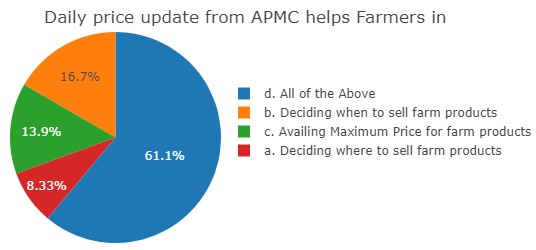 Daily price update from APMC helps Farmers in
16.7%
13.9%
8.33%
61.1%
d. All of the Above
b. Deciding when to sell farm products
c. Availing Maximum Price for farm products
a. Deciding where to sell farm products